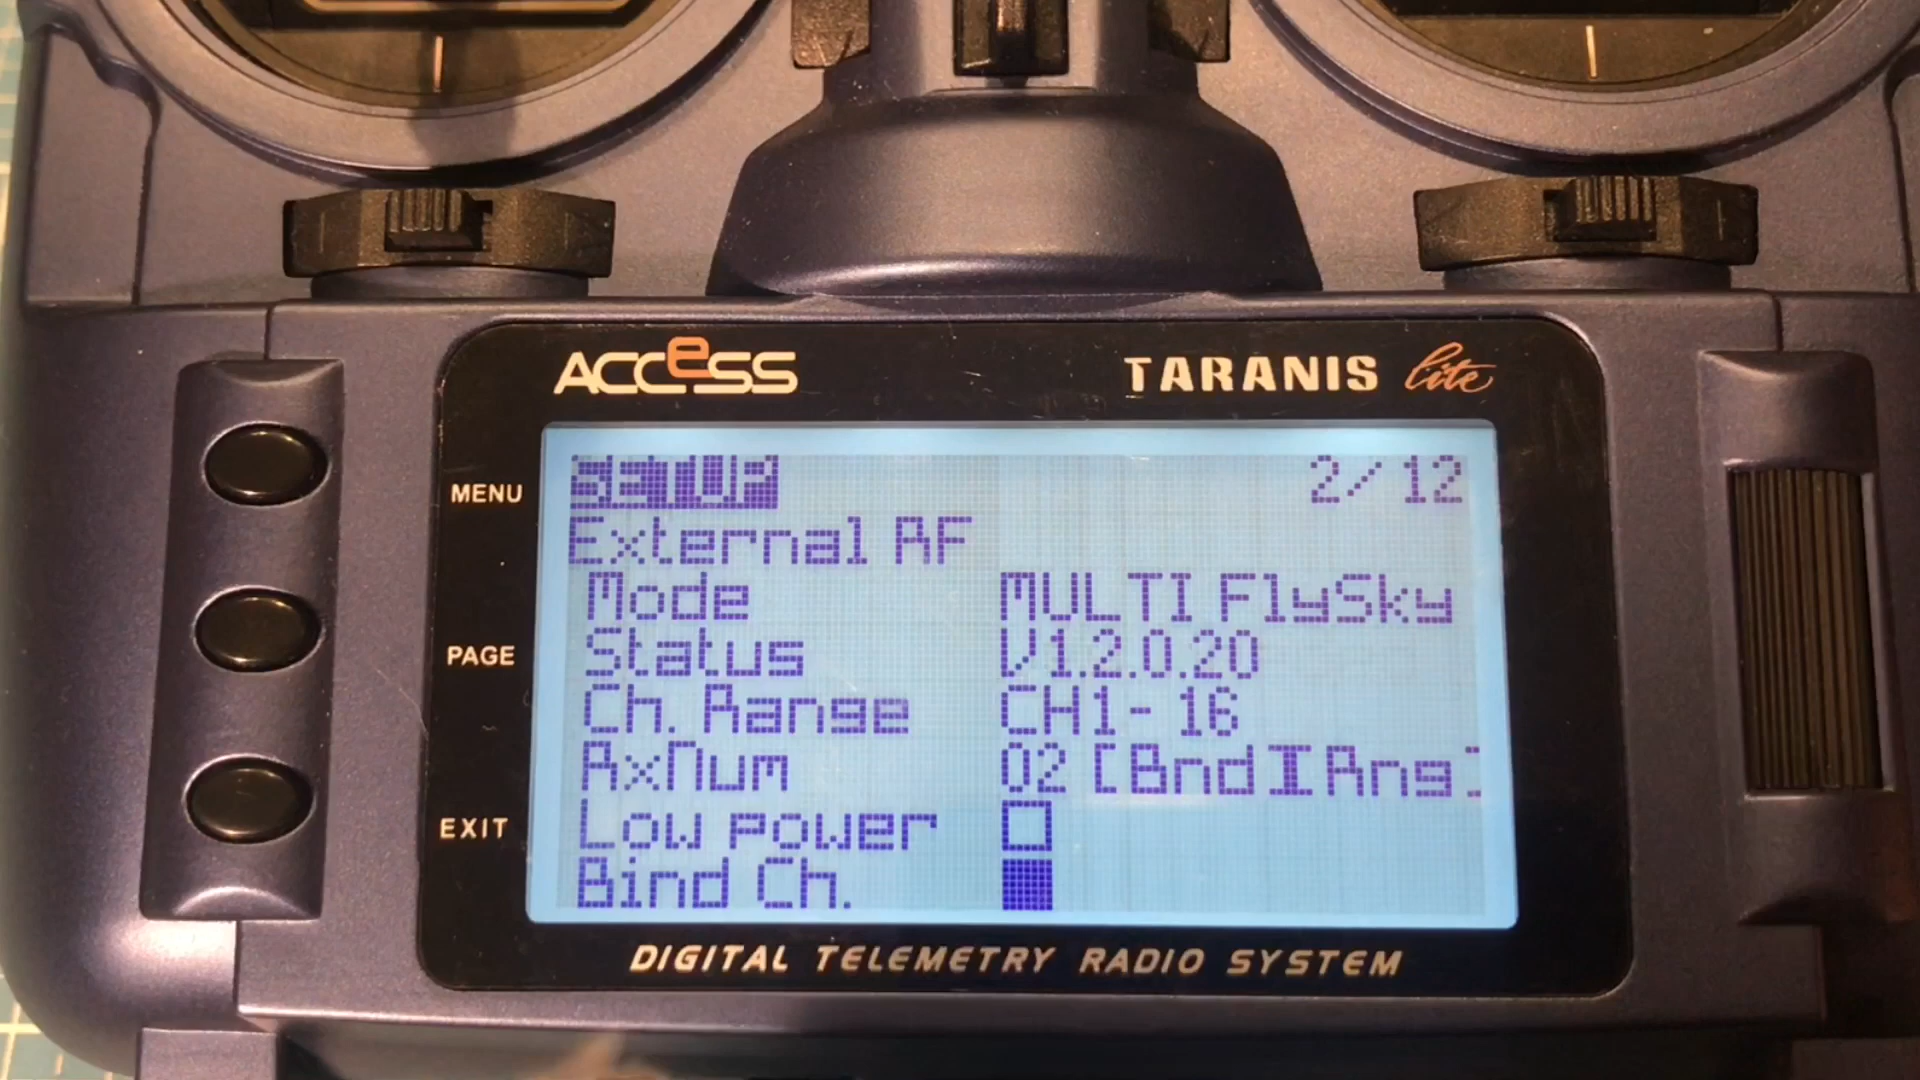 ACCeSS
TARANIS lite
MENU
PAGE
EXIT
SETUP 2/12
External RF
Mode MULTI FlySky
Status V1.2.0.20
Ch. Range CH1-16
RxNum 02 [Bnd][Rng]
Low power
Bind Ch.
DIGITAL TELEMETRY RADIO SYSTEM